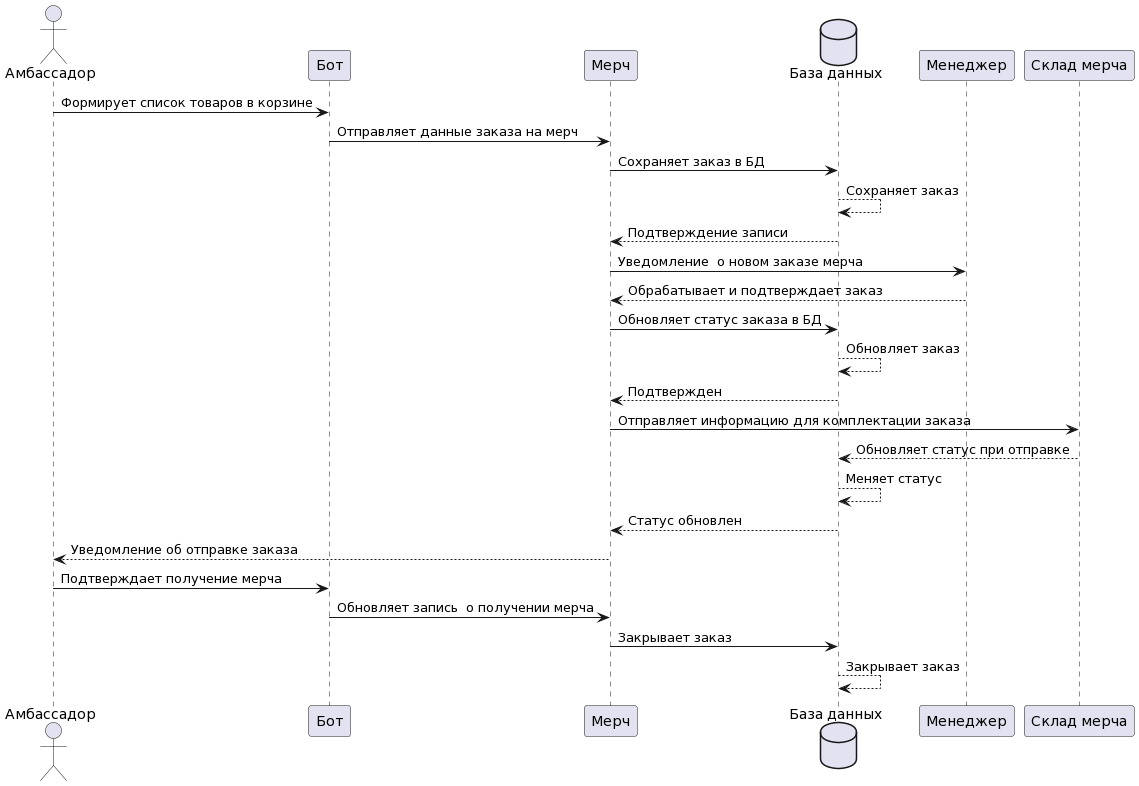 Амбассадор
Бот
Мерч
База данных
Менеджер
Склад мерча
Формирует список товаров в корзине
Отправляет данные заказа на мерч
Сохраняет заказ в БД
Сохраняет заказ
Подтверждение записи
Уведомление  о новом заказе мерча
Обрабатывает и подтверждает заказ
Обновляет статус заказа в БД
Обновляет заказ
Подтвержден
Отправляет информацию для комплектации заказа
Обновляет статус при отправке
Меняет статус
Статус обновлен
Уведомление об отправке заказа
Подтверждает получение мерча
Обновляет запись  о получении мерча
Закрывает заказ
Закрывает заказ
Амбассадор
Бот
Мерч
База данных
Менеджер
Склад мерча